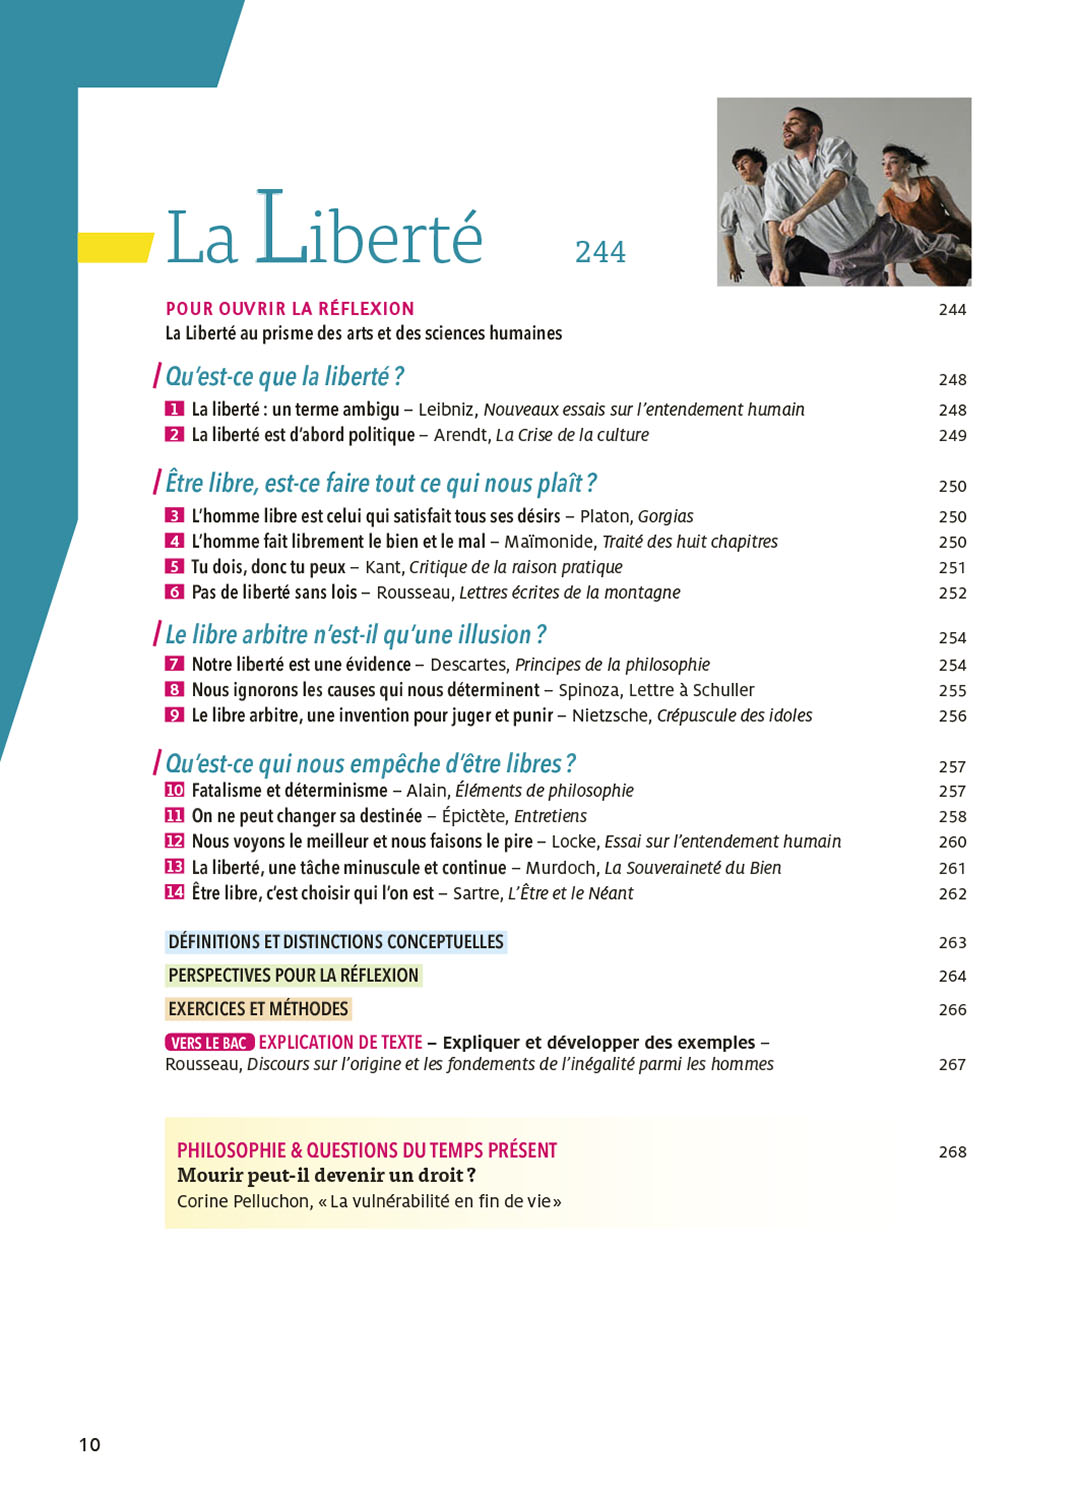 La Liberté 244
POUR OUVRIR LA RÉFLEXION 244
La Liberté au prisme des arts et des sciences humaines
Qu'est-ce que la liberté ? 248
1 La liberté : un terme ambigu – Leibniz, Nouveaux essais sur l'entendement humain 248
2 La liberté est d'abord politique – Arendt, La Crise de la culture 249
Être libre, est-ce faire tout ce qui nous plaît ? 250
3 L'homme libre est celui qui satisfait tous ses désirs – Platon, Gorgias 250
4 L'homme fait librement le bien et le mal – Maïmonide, Traité des huit chapitres 250
5 Tu dois, donc tu peux – Kant, Critique de la raison pratique 251
6 Pas de liberté sans lois – Rousseau, Lettres écrites de la montagne 252
Le libre arbitre n'est-il qu'une illusion ? 254
7 Notre liberté est une évidence – Descartes, Principes de la philosophie 254
8 Nous ignorons les causes qui nous déterminent – Spinoza, Lettre à Schuller 255
9 Le libre arbitre, une invention pour juger et punir – Nietzsche, Crépuscule des idoles 256
Qu'est-ce qui nous empêche d'être libres ? 257
10 Fatalisme et déterminisme – Alain, Éléments de philosophie 257
11 On ne peut changer sa destinée – Épictète, Entretiens 258
12 Nous voyons le meilleur et nous faisons le pire – Locke, Essai sur l'entendement humain 260
13 La liberté, une tâche minuscule et continue – Murdoch, La Souveraineté du Bien 261
14 Être libre, c'est choisir qui l'on est – Sartre, L'Être et le Néant 262
DÉFINITIONS ET DISTINCTIONS CONCEPTUELLES 263
PERSPECTIVES POUR LA RÉFLEXION 264
EXERCICES ET MÉTHODES 266
VERS LE BAC EXPLICATION DE TEXTE – Expliquer et développer des exemples –
Rousseau, Discours sur l'origine et les fondements de l'inégalité parmi les hommes 267
PHILOSOPHIE & QUESTIONS DU TEMPS PRÉSENT 268
Mourir peut-il devenir un droit ?
Corine Pelluchon, « La vulnérabilité en fin de vie »
10